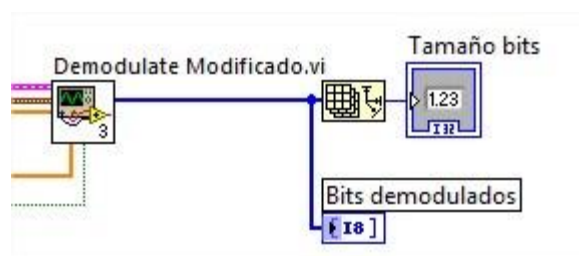 Tamaño bits
Demodulate Modificado.vi
3
1.23
I32
Bits demodulados
I8